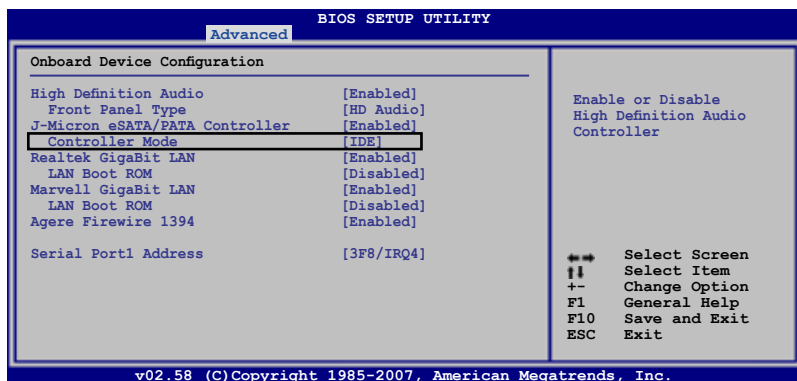 BIOS SETUP UTILITY
Advanced
Onboard Device Configuration
High Definition Audio [Enabled]
Front Panel Type [HD Audio]
J-Micron eSATA/PATA Controller [Enabled]
Controller Mode [IDE]
Realtek GigaBit LAN [Enabled]
LAN Boot ROM [Disabled]
Marvell GigaBit LAN [Enabled]
LAN Boot ROM [Disabled]
Agere Firewire 1394 [Enabled]
Serial Port1 Address [3F8/IRQ4]
Enable or Disable
High Definition Audio
Controller
←→ Select Screen
↑↓ Select Item
+- Change Option
F1 General Help
F10 Save and Exit
ESC Exit
v02.58 (C)Copyright 1985-2007, American Megatrends, Inc.